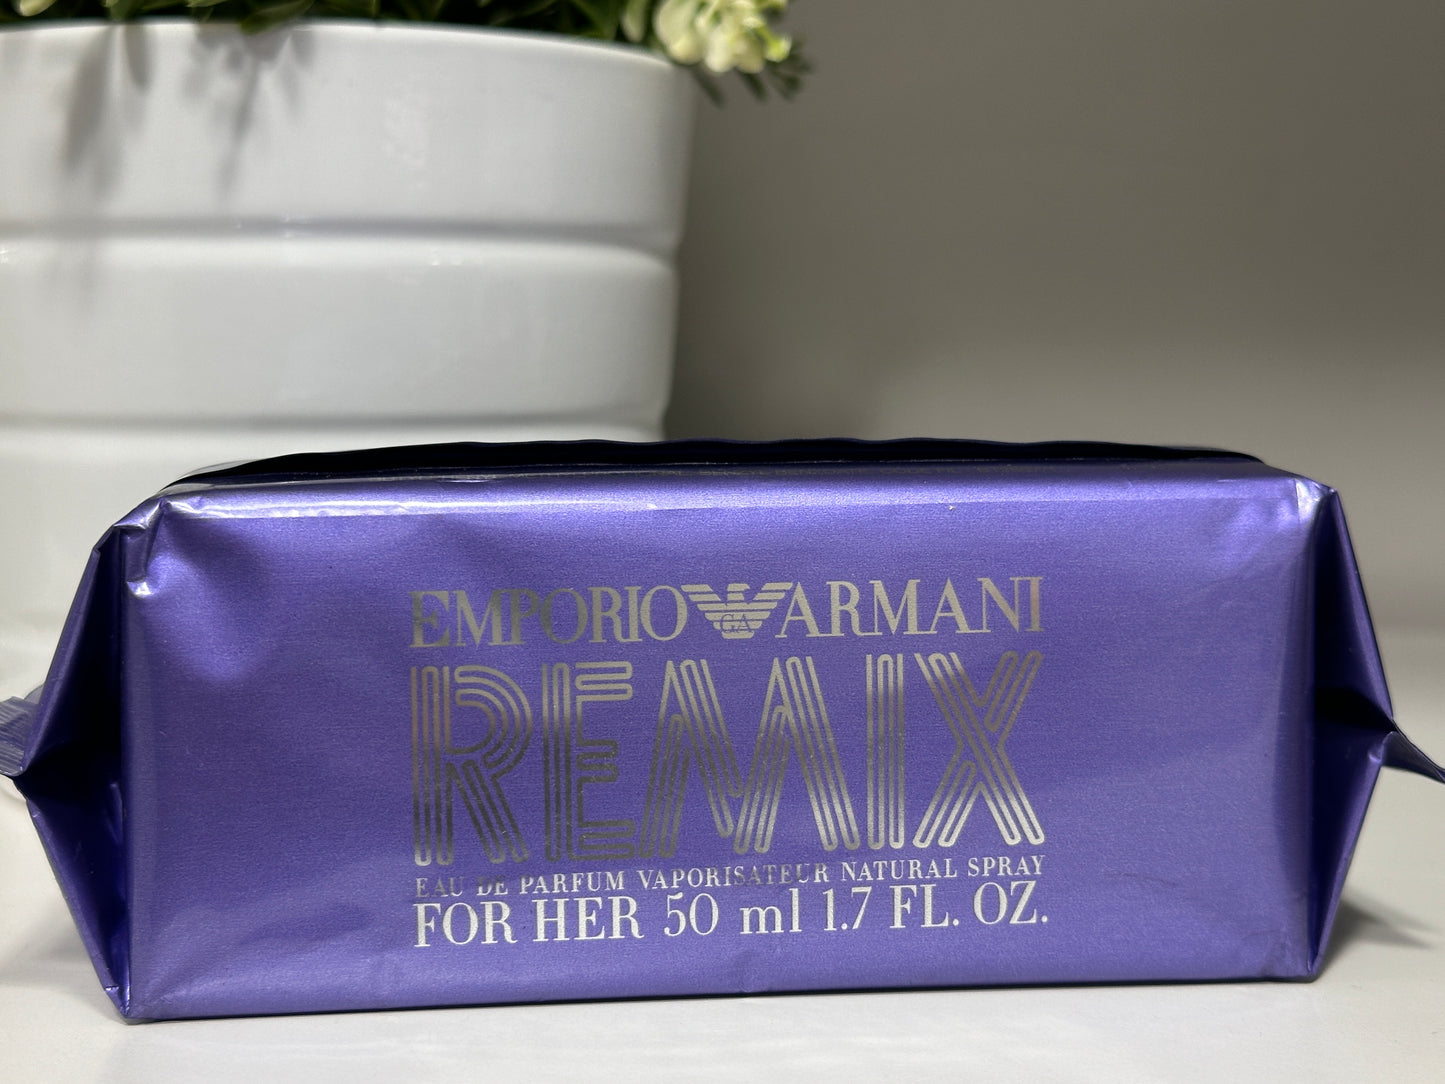 EMPORIO GA ARMANI
REMIX
EAU DE PARFUM VAPORISATEUR NATURAL SPRAY
FOR HER 50 ml 1.7 FL. OZ.